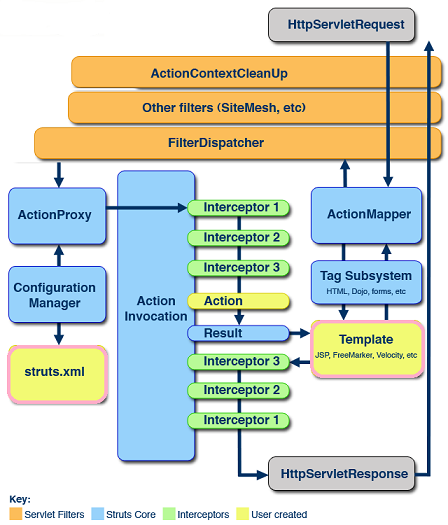 HttpServletRequest
ActionContextCleanUp
Other filters (SiteMesh, etc)
FilterDispatcher
ActionProxy
Interceptor 1
ActionMapper
Interceptor 2
Interceptor 3
Configuration
Manager
Tag Subsystem
HTML, Dojo, forms, etc
Action
Invocation
Action
Result
Template
JSP, FreeMarker, Velocity, etc
struts.xml
Interceptor 3
Interceptor 2
Interceptor 1
HttpServletResponse
Key:
Servlet Filters
Struts Core
Interceptors
User created